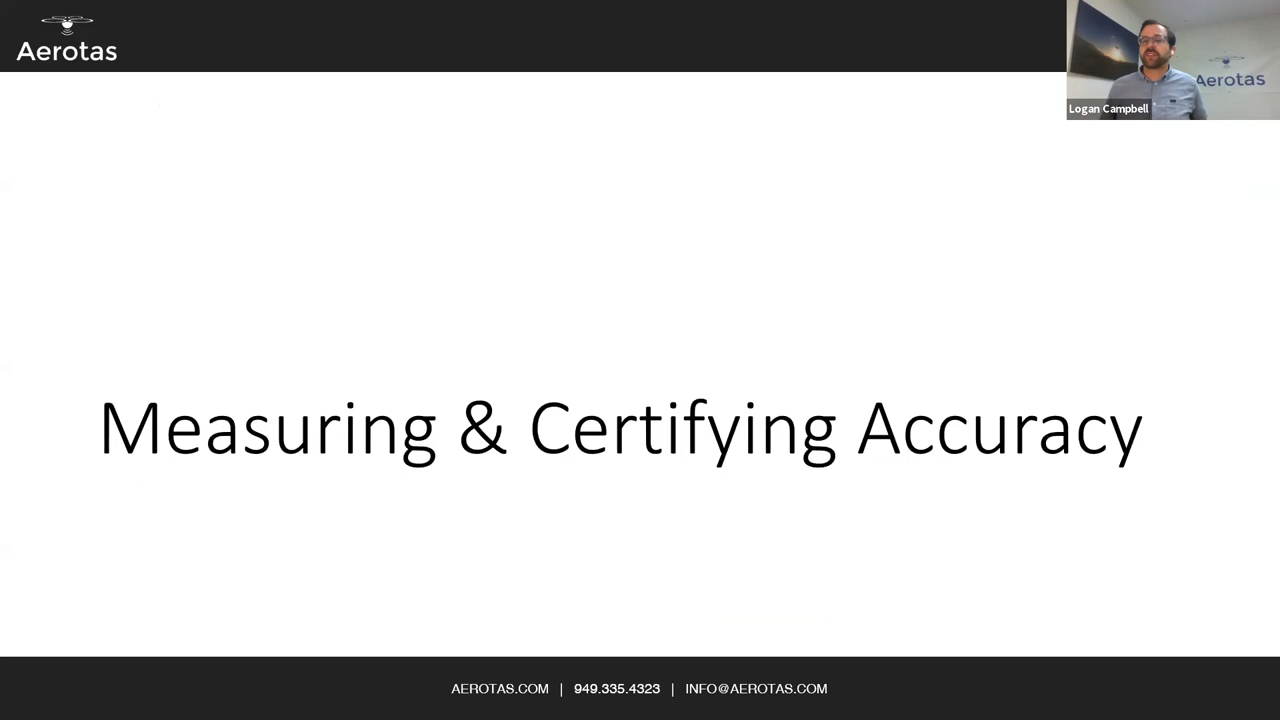 Aerotas
Aerotas
Logan Campbell
Measuring & Certifying Accuracy
AEROTAS.COM | 949.335.4323 | INFO@AEROTAS.COM